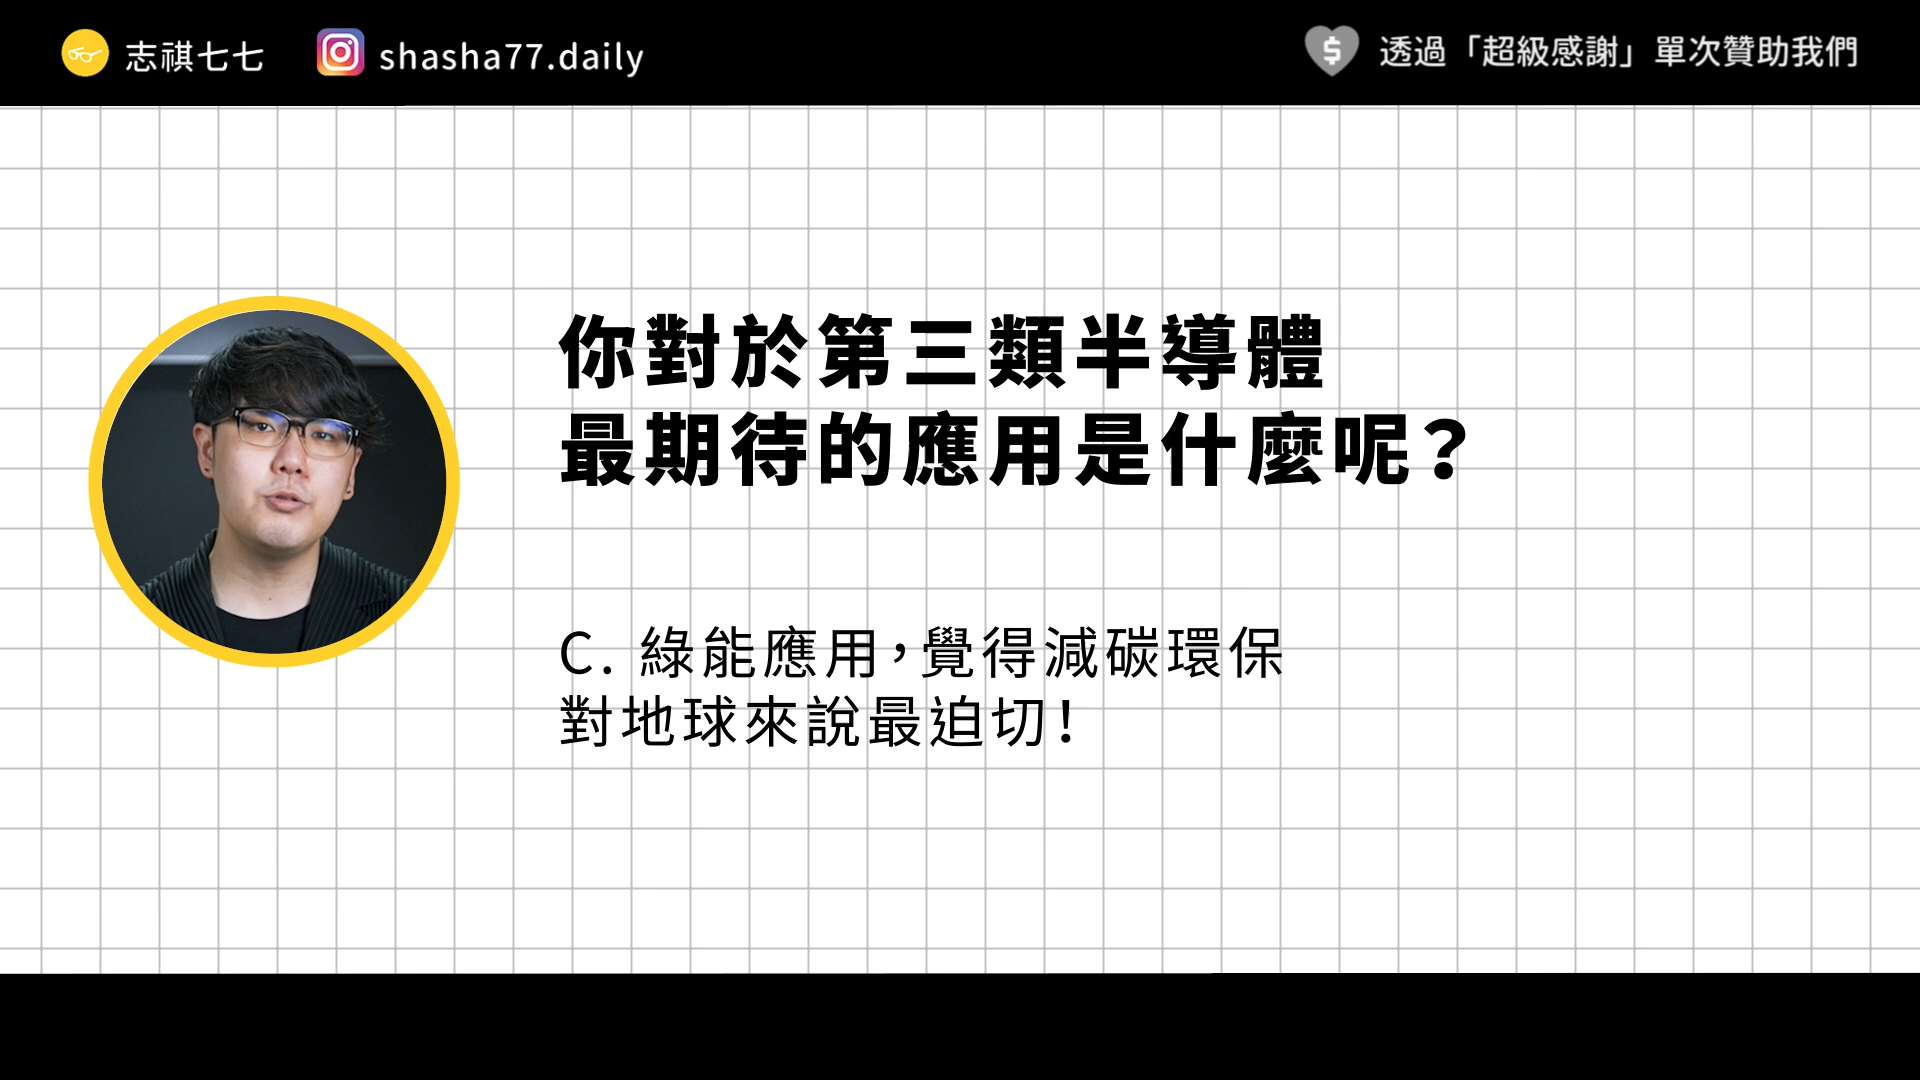 志祺七七
shasha77.daily
透過「超級感謝」單次贊助我們
你對於第三類半導體
最期待的應用是什麼呢?
C. 綠能應用,覺得減碳環保
對地球來說最迫切!